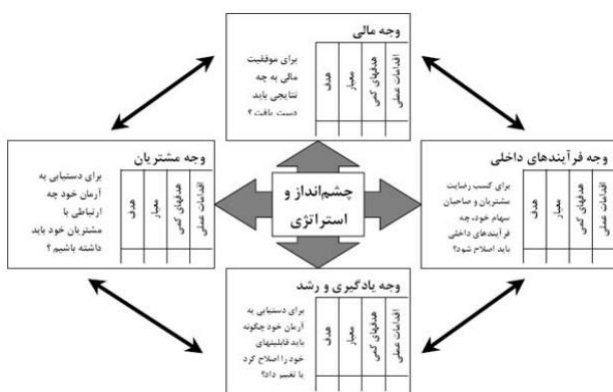 وجه مالی
برای موفقیت
مالی به چه
نتایجی باید
دست یافت؟
هدف
معیار
هدفهای کمی
اقدامات عملی
وجه فرآیندهای داخلی
برای کسب رضایت
مشتریان و صاحبان
سهام خود، چه
فرآیندهای داخلی
باید اصلاح شود؟
هدف
معیار
هدفهای کمی
اقدامات عملی
چشم‌انداز و
استراتژی
وجه مشتریان
برای دستیابی به
آرمان خود چه
ارتباطی با
مشتریان خود باید
داشته باشیم؟
هدف
معیار
هدفهای کمی
اقدامات عملی
وجه یادگیری و رشد
برای دستیابی به
آرمان خود چگونه
باید قابلیتهای
خود را اصلاح کرد
یا تغییر داد؟
هدف
معیار
هدفهای کمی
اقدامات عملی